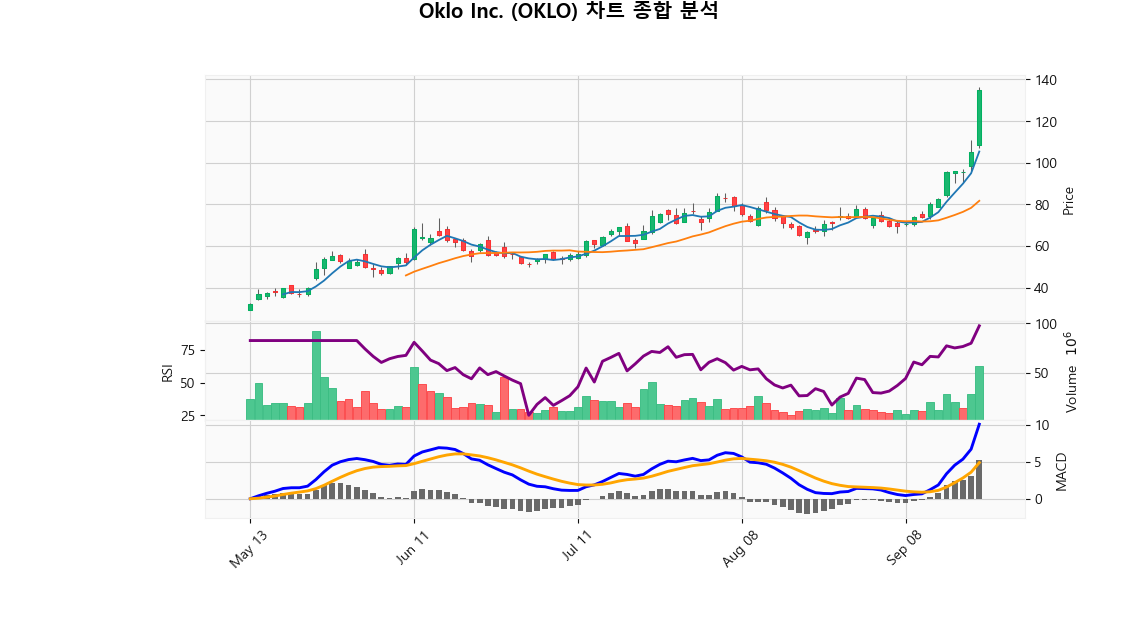 Oklo Inc. (OKLO) 차트 종합 분석
140
120
100
80
60
40
Price
100
50
Volume 10^6
75
50
25
RSI
10
5
0
MACD
May 13
Jun 11
Jul 11
Aug 08
Sep 08